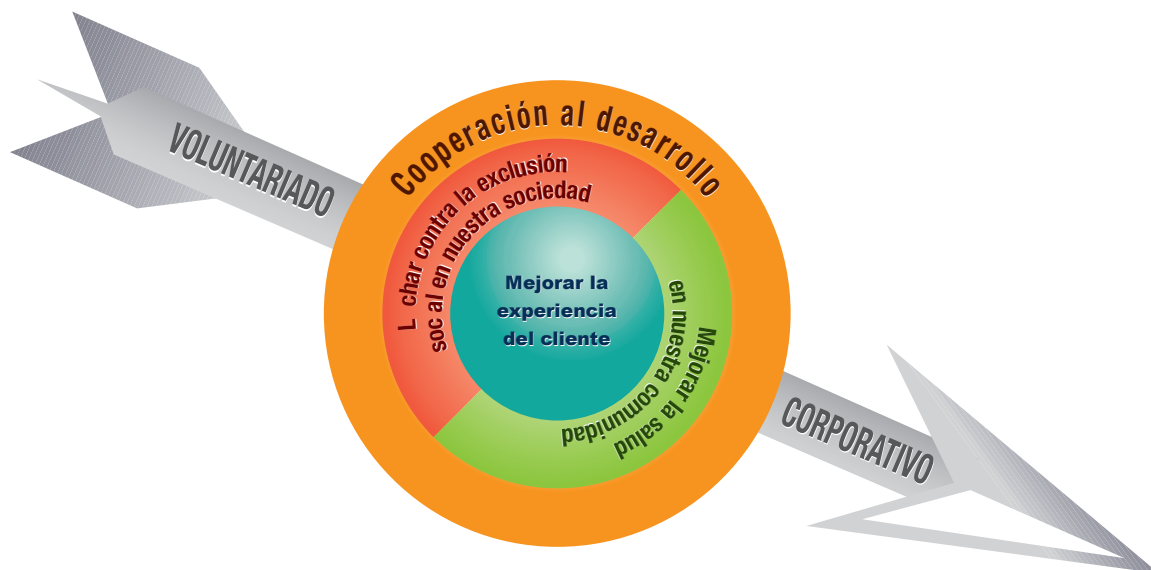 VOLUNTARIADO
Cooperación al desarrollo
L char contra la exclusión
soc al en nuestra sociedad
Mejorar la
experiencia
del cliente
Mejorar la salud
en nuestra comunidad
CORPORATIVO